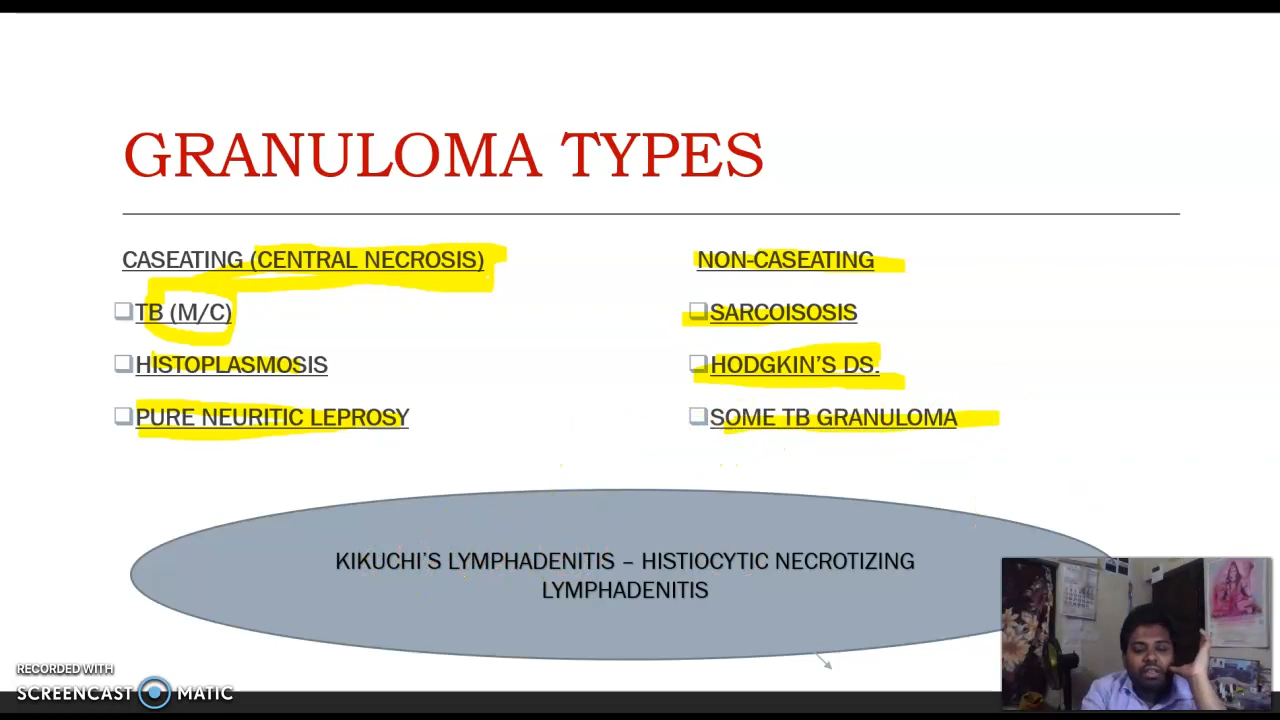 GRANULOMA TYPES
CASEATING (CENTRAL NECROSIS)
TB (M/C)
HISTOPLASMOSIS
PURE NEURITIC LEPROSY
NON-CASEATING
SARCOISOSIS
HODGKIN'S DS.
SOME TB GRANULOMA
KIKUCHI'S LYMPHADENITIS – HISTIOCYTIC NECROTIZING
LYMPHADENITIS
RECORDED WITH
SCREENCAST MATIC